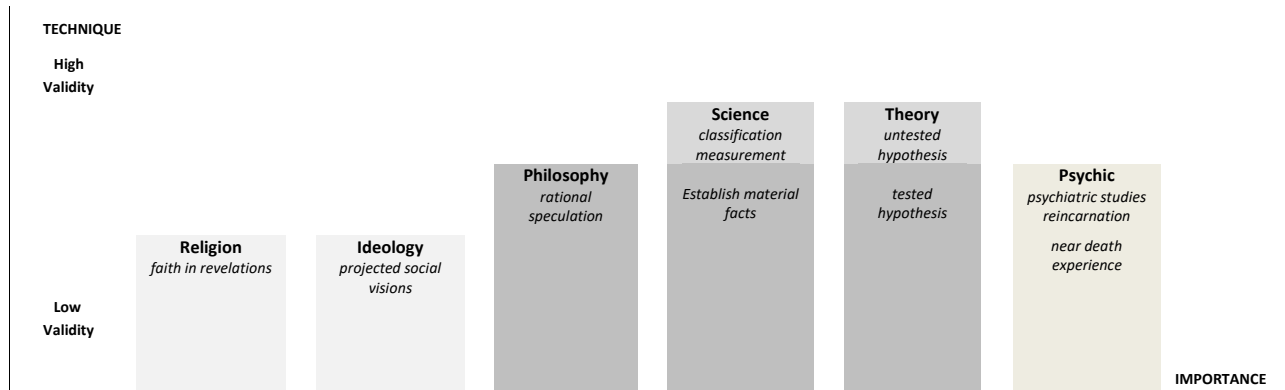 TECHNIQUE
High
Validity
Science
classification
measurement
Establish material
facts
Theory
untested
hypothesis
tested
hypothesis
Philosophy
rational
speculation
Psychic
psychiatric studies
reincarnation
near death
experience
Religion
faith in revelations
Ideology
projected social
visions
Low
Validity
IMPORTANCE